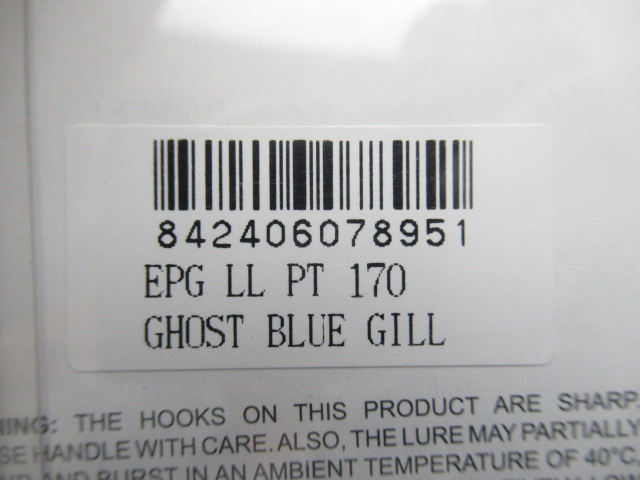 842406078951
EPG LL PT 170
GHOST BLUE GILL
THE HOOKS ON THIS PRODUCT ARE SHARP,
HANDLE WITH CARE. ALSO, THE LURE MAY PARTIALLY
AND BURST IN AN AMBIENT TEMPERATURE OF 40°C,